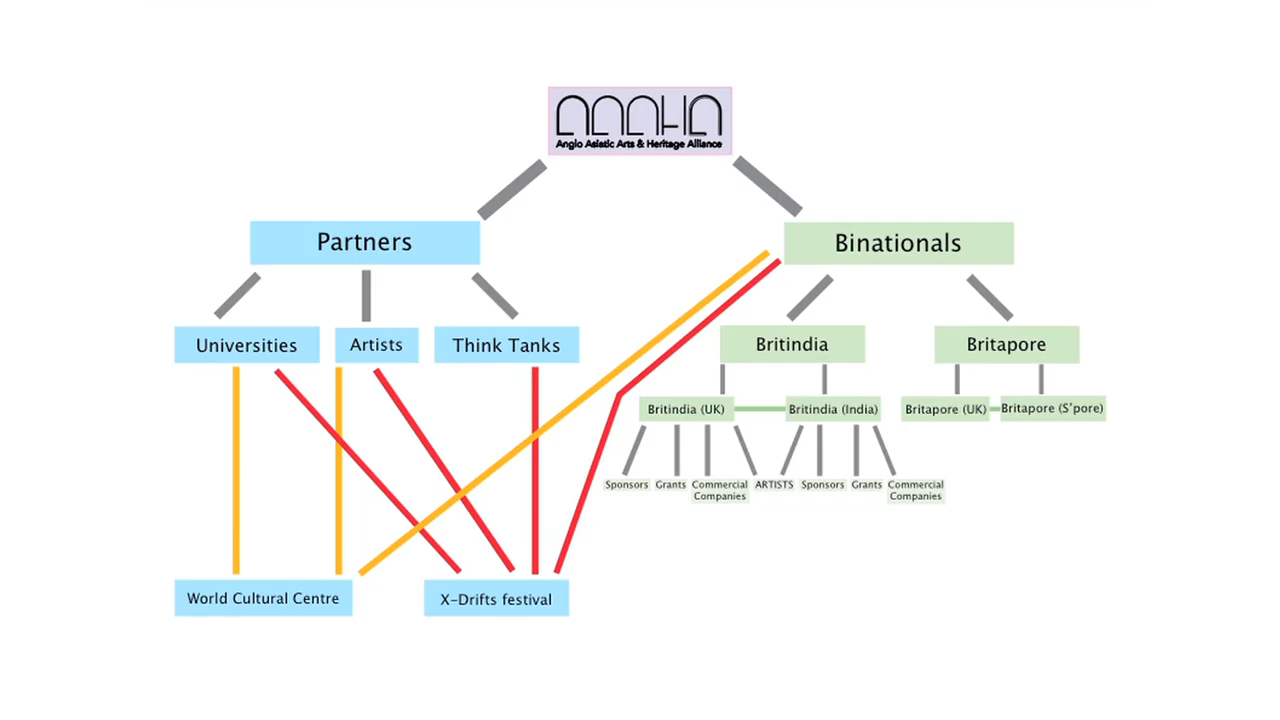 AAAHA
Anglo Asiatic Arts & Heritage Alliance
Partners
Binationals
Universities
Artists
Think Tanks
Britindia
Britapore
Britindia (UK)
Britindia (India)
Britapore (UK)
Britapore (S'pore)
Sponsors
Grants
Commercial
Companies
ARTISTS
Sponsors
Grants
Commercial
Companies
World Cultural Centre
X-Drifts festival